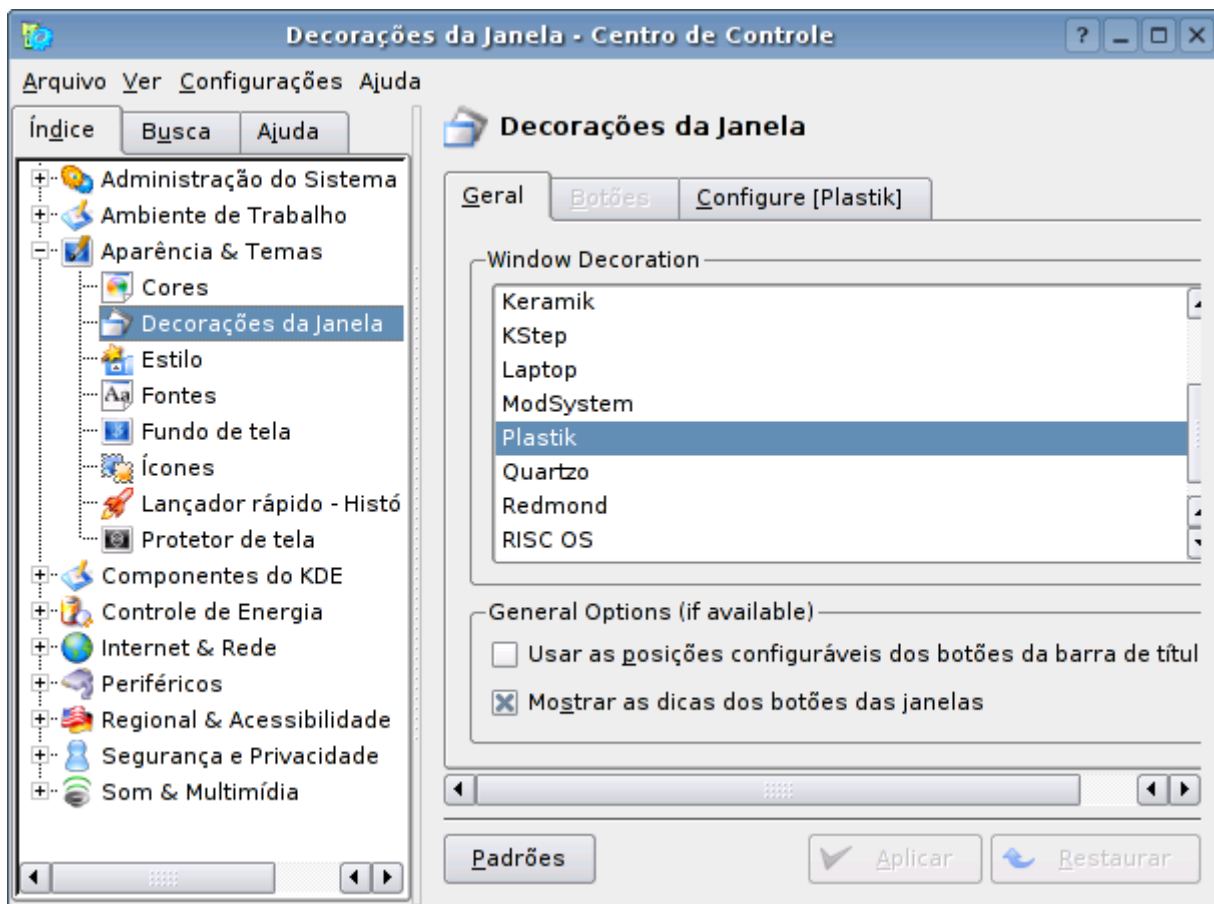 Decorações da Janela - Centro de Controle
Arquivo Ver Configurações Ajuda
Índice Busca Ajuda
Administração do Sistema
Ambiente de Trabalho
Aparência & Temas
Cores
Decorações da Janela
Estilo
Fontes
Fundo de tela
Ícones
Lançador rápido - Histó
Protetor de tela
Componentes do KDE
Controle de Energia
Internet & Rede
Periféricos
Regional & Acessibilidade
Segurança e Privacidade
Som & Multimídia
Decorações da Janela
Geral Botões Configure [Plastik]
Window Decoration
Keramik
KStep
Laptop
ModSystem
Plastik
Quartzo
Redmond
RISC OS
General Options (if available)
Usar as posições configuráveis dos botões da barra de títul
Mostrar as dicas dos botões das janelas
Padrões Aplicar Restaurar